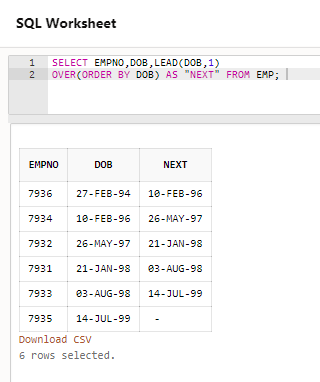 SQL Worksheet
1 SELECT EMPNO,DOB,LEAD(DOB,1)
2 OVER(ORDER BY DOB) AS "NEXT" FROM EMP;
EMPNO DOB NEXT
7936 27-FEB-94 10-FEB-96
7934 10-FEB-96 26-MAY-97
7932 26-MAY-97 21-JAN-98
7931 21-JAN-98 03-AUG-98
7933 03-AUG-98 14-JUL-99
7935 14-JUL-99 -
Download CSV
6 rows selected.